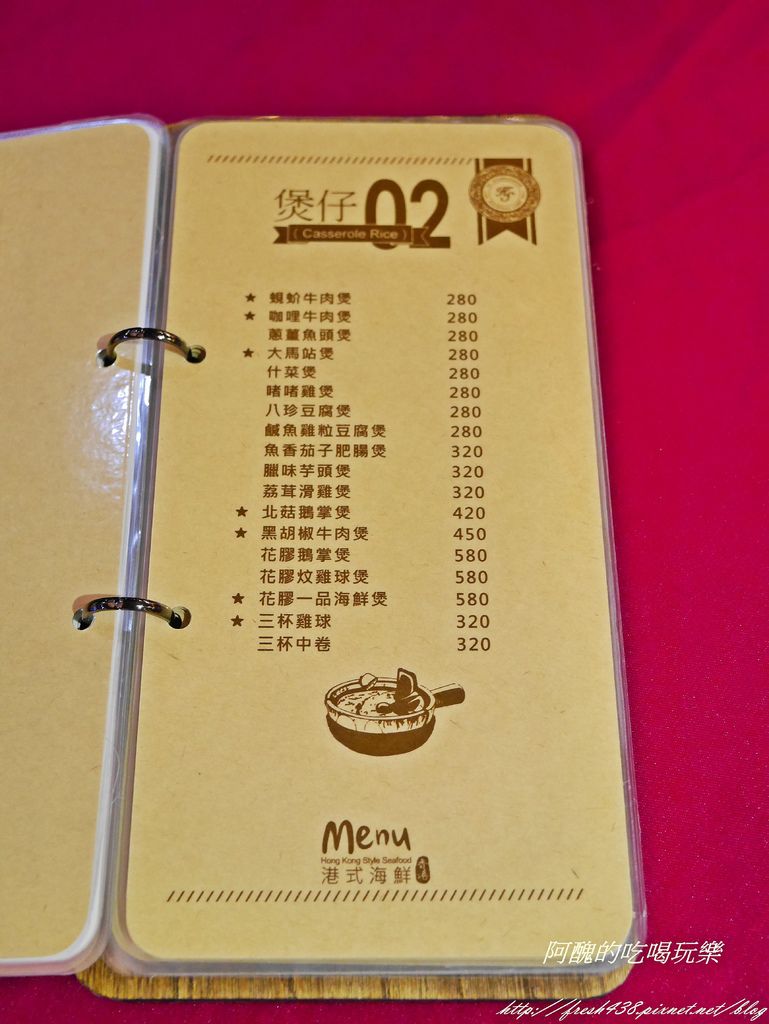 煲仔 02
( Casserole Rice )
★ 蜆蚧牛肉煲 280
★ 咖哩牛肉煲 280
蔥薑魚頭煲 280
★ 大馬站煲 280
什菜煲 280
啫啫雞煲 280
八珍豆腐煲 280
鹹魚雞粒豆腐煲 280
魚香茄子肥腸煲 320
臘味芋頭煲 320
荔茸滑雞煲 320
★ 北菇鵝掌煲 420
★ 黑胡椒牛肉煲 450
花膠鵝掌煲 580
花膠炆雞球煲 580
★ 花膠一品海鮮煲 580
★ 三杯雞球 320
三杯中卷 320
Menu
Hong Kong Style Seafood
港式海鮮
阿醜的吃喝玩樂
http://fresh438.pixnet.net/blog